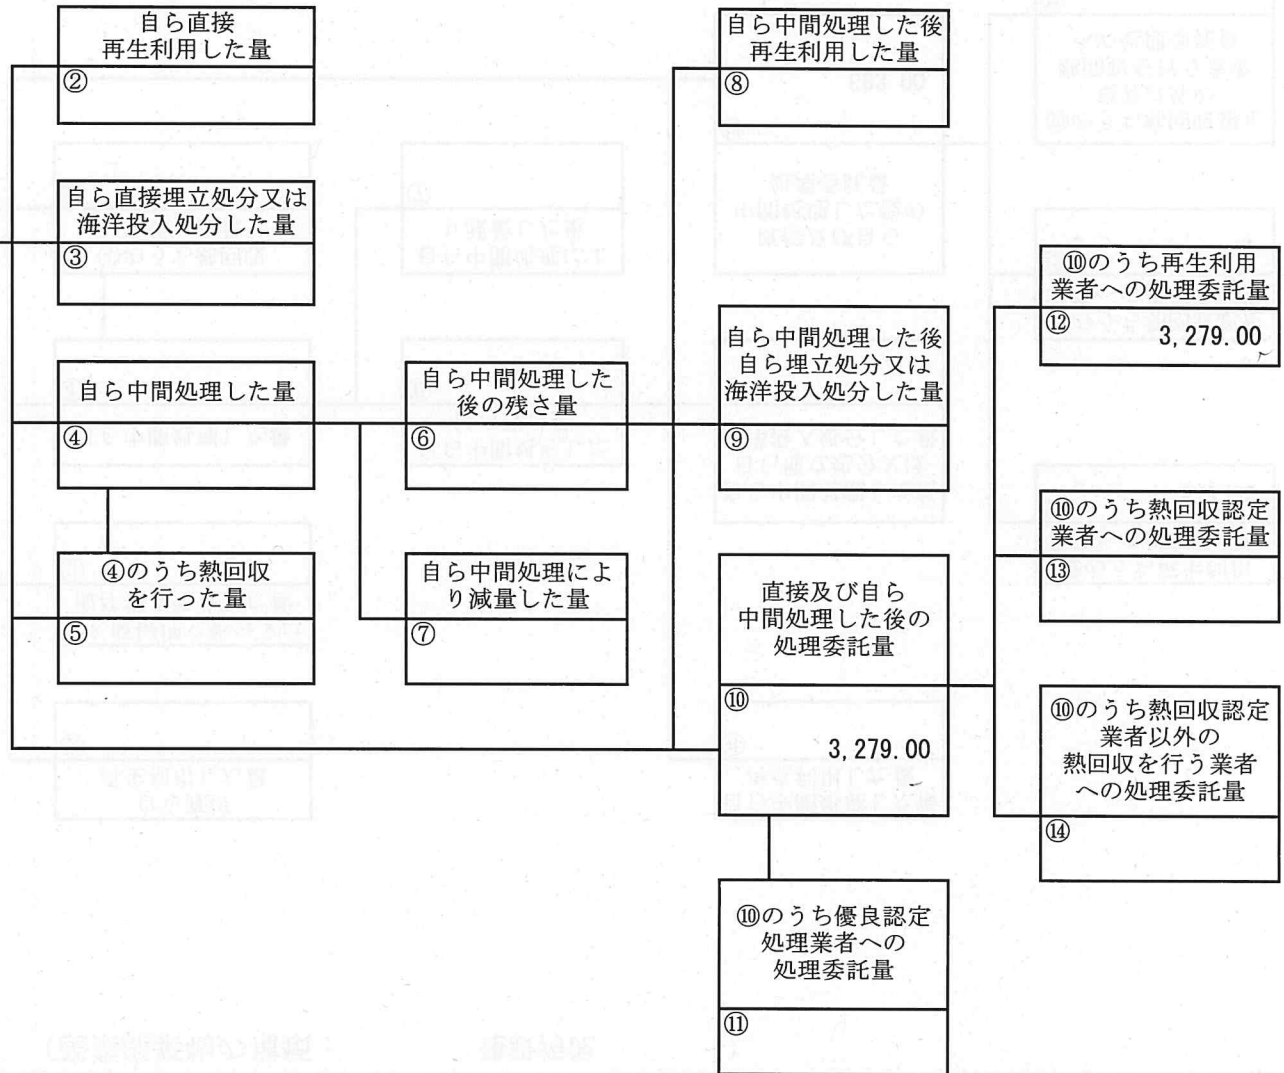 自ら直接
再生利用した量
②
自ら直接埋立処分又は
海洋投入処分した量
③
自ら中間処理した量
④
④のうち熱回収
を行った量
⑤
自ら中間処理した
後の残さ量
⑥
自ら中間処理によ
り減量した量
⑦
自ら中間処理した後
再生利用した量
⑧
自ら中間処理した後
自ら埋立処分又は
海洋投入処分した量
⑨
直接及び自ら
中間処理した後の
処理委託量
⑩
3,279.00
⑩のうち優良認定
処理業者への
処理委託量
⑪
⑩のうち再生利用
業者への処理委託量
⑫
3,279.00
⑩のうち熱回収認定
業者への処理委託量
⑬
⑩のうち熱回収認定
業者以外の
熱回収を行う業者
への処理委託量
⑭